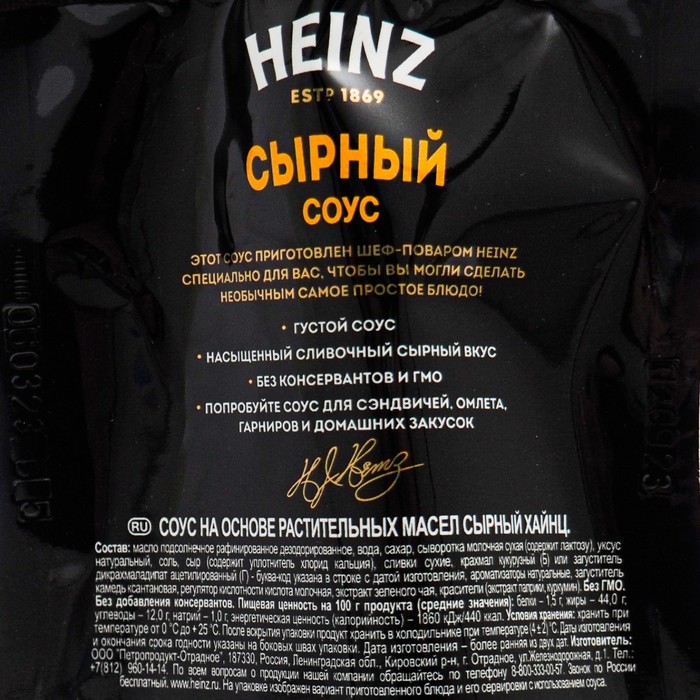 HEINZ
ESTD 1869
СЫРНЫЙ
СОУС
ЭТОТ СОУС ПРИГОТОВЛЕН ШЕФ-ПОВАРОМ HEINZ
СПЕЦИАЛЬНО ДЛЯ ВАС, ЧТОБЫ ВЫ МОГЛИ СДЕЛАТЬ
НЕОБЫЧНЫМ САМОЕ ПРОСТОЕ БЛЮДО!
• ГУСТОЙ СОУС
• НАСЫЩЕННЫЙ СЛИВОЧНЫЙ СЫРНЫЙ ВКУС
• БЕЗ КОНСЕРВАНТОВ И ГМО
• ПОПРОБУЙТЕ СОУС ДЛЯ СЭНДВИЧЕЙ, ОМЛЕТА,
ГАРНИРОВ И ДОМАШНИХ ЗАКУСОК
H J Heinz
RU СОУС НА ОСНОВЕ РАСТИТЕЛЬНЫХ МАСЕЛ СЫРНЫЙ ХАЙНЦ.
Состав: масло подсолнечное рафинированное дезодорированное, вода, сахар, сыворотка молочная сухая (содержит лактозу), уксус
натуральный, соль, сыр (содержит уплотнитель хлорид кальция), сливки сухие, крахмал кукурузный (Б) или загуститель
дикрахмаладипат ацетилированный (Г) - буква-код указана в строке с датой изготовления, ароматизаторы натуральные, загуститель
камедь ксантановая, регулятор кислотности кислота молочная, экстракт зеленого чая, красители (экстракт паприки, куркумин). Без ГМО.
Без добавления консервантов. Пищевая ценность на 100 г продукта (средние значения): белки – 1,5 г, жиры – 44,0 г,
углеводы – 12,0 г, натрий – 1,0 г, энергетическая ценность (калорийность) – 1860 кДж/440 ккал. Условия хранения: хранить при
температуре от 0 °С до +25 °С. После вскрытия упаковки продукт хранить в холодильнике при температуре (4±2) °С. Даты изготовления
и окончания срока годности указаны на боковых швах упаковки. Дата изготовления – более ранняя из двух дат. Изготовитель:
ООО "Петропродукт-Отрадное", 187330, Россия, Ленинградская обл., Кировский р-н, г. Отрадное, ул.Железнодорожная, д.1. Тел.:
+7(812) 960-14-14. По всем вопросам о продукции нашей компании обращайтесь по телефону 8-800-333-00-57. Звонок по России
бесплатный, www.heinz.ru. На упаковке изображен вариант приготовленного блюда и его сервировки с использованием соуса.